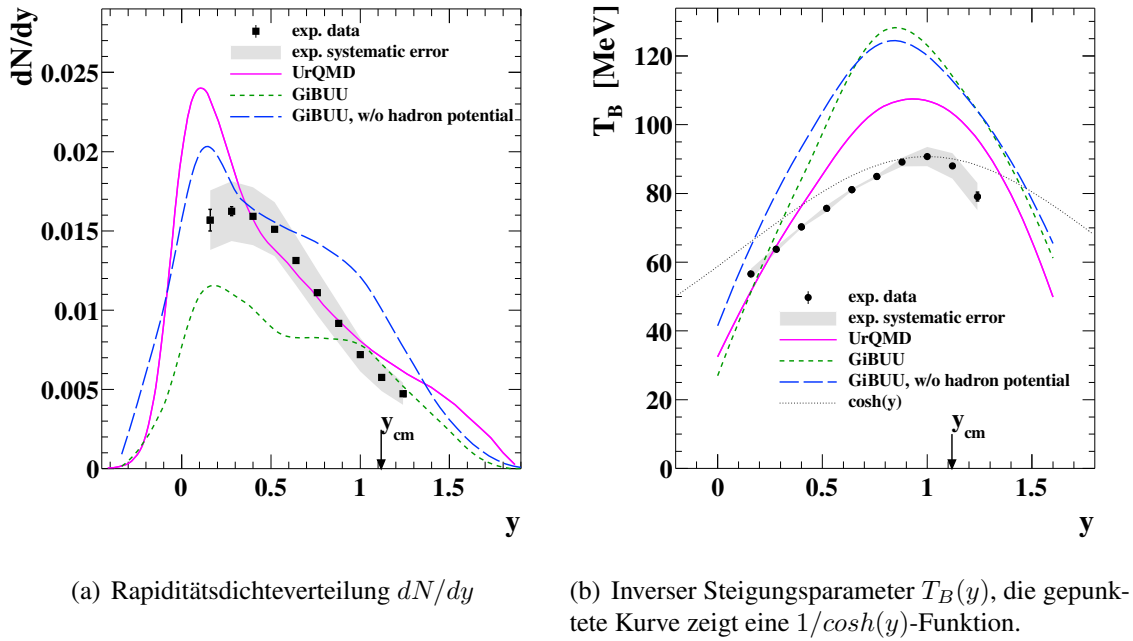 dN/dy
0.025
0.02
0.015
0.01
0.005
0
exp. data
exp. systematic error
UrQMD
GiBUU
GiBUU, w/o hadron potential
y_cm
0 0.5 1 1.5
y
T_B [MeV]
120
100
80
60
40
20
0
exp. data
exp. systematic error
UrQMD
GiBUU
GiBUU, w/o hadron potential
cosh(y)
y_cm
0 0.5 1 1.5
y
(a) Rapiditätsdichteverteilung dN/dy
(b) Inverser Steigungsparameter T_B(y), die gepunk-
tete Kurve zeigt eine 1/cosh(y)-Funktion.